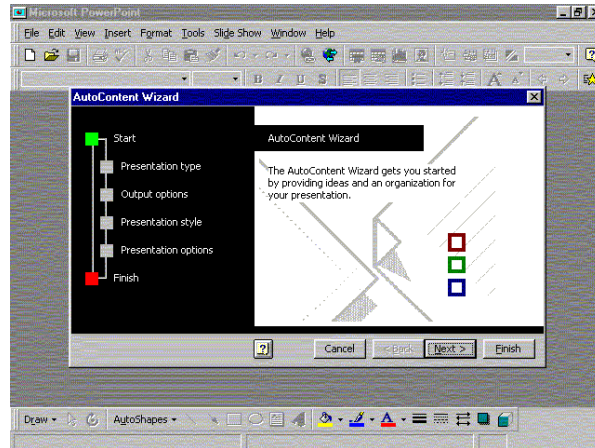 Microsoft PowerPoint
File Edit View Insert Format Tools Slide Show Window Help
B I U S
AutoContent Wizard
Start
Presentation type
Output options
Presentation style
Presentation options
Finish
AutoContent Wizard
The AutoContent Wizard gets you started
by providing ideas and an organization for
your presentation.
Cancel < Back Next > Finish
Draw AutoShapes